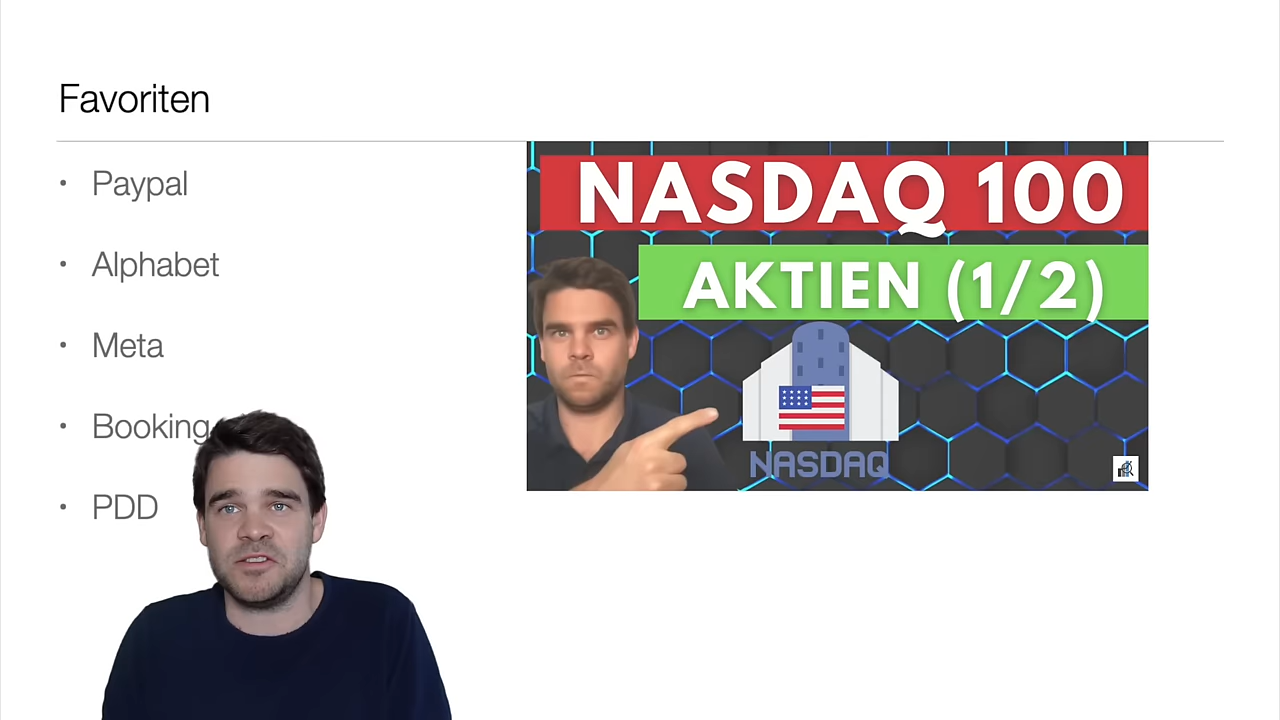 Favoriten
• Paypal
• Alphabet
• Meta
• Booking
• PDD
NASDAQ 100
AKTIEN (1/2)
NASDAQ